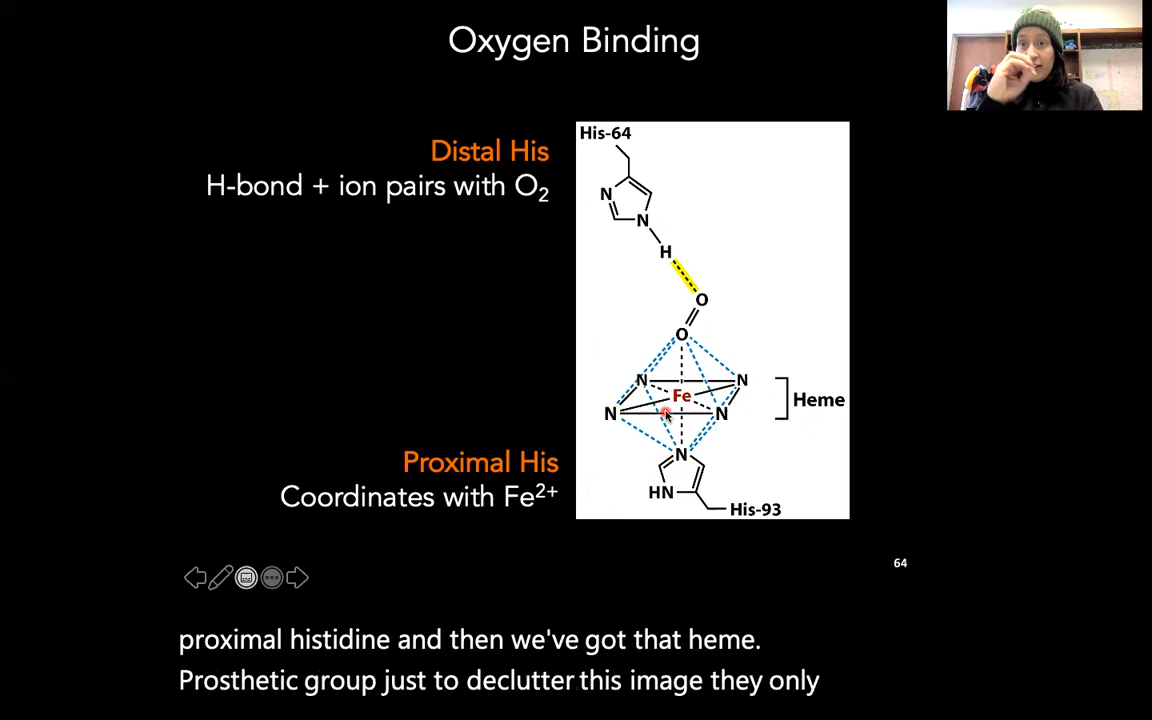 Oxygen Binding
Distal His
H-bond + ion pairs with O₂
His-64
N
N
H
O
O
N
N
Fe
N
N
Heme
Proximal His
Coordinates with Fe²⁺
N
HN
His-93
64
proximal histidine and then we've got that heme.
Prosthetic group just to declutter this image they only